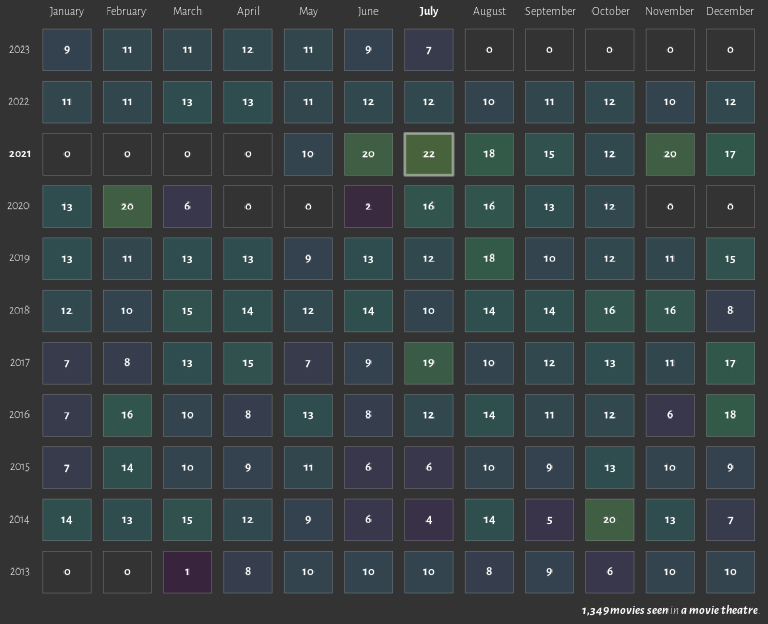 January February March April May June July August September October November December
2023 9 11 11 12 11 9 7 0 0 0 0 0
2022 11 11 13 13 11 12 12 10 11 12 10 12
2021 0 0 0 0 10 20 22 18 15 12 20 17
2020 13 20 6 0 0 2 16 16 13 12 0 0
2019 13 11 13 13 9 13 12 18 10 12 11 15
2018 12 10 15 14 12 14 10 14 14 16 16 8
2017 7 8 13 15 7 9 19 10 12 13 11 17
2016 7 16 10 8 13 8 12 14 11 12 6 18
2015 7 14 10 9 11 6 6 10 9 13 10 9
2014 14 13 15 12 9 6 4 14 5 20 13 7
2013 0 0 1 8 10 10 10 8 9 6 10 10
1,349 movies seen in a movie theatre.